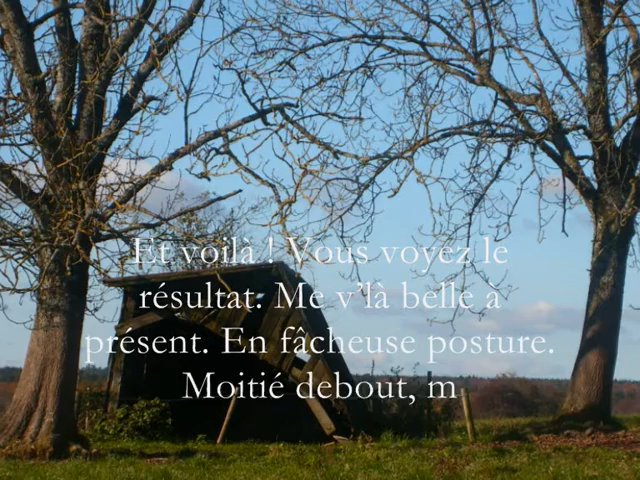 Et voilà ! Vous voyez le
résultat. Me v’là belle à
présent. En fâcheuse posture.
Moitié debout, m